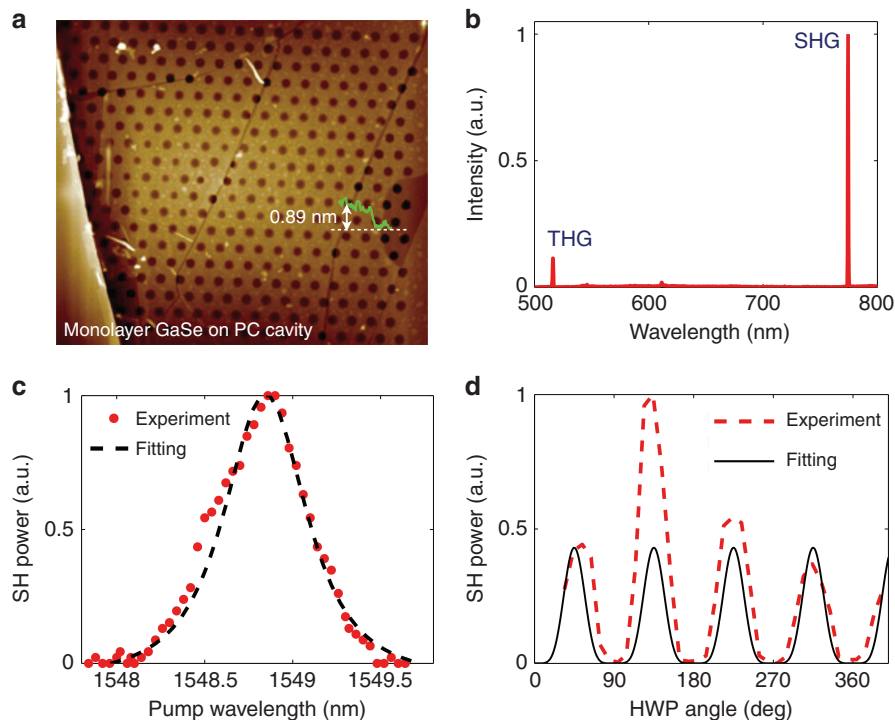 a
0.89 nm
Monolayer GaSe on PC cavity
b
SHG
THG
1
0.5
0
500
600
700
800
Intensity (a.u.)
Wavelength (nm)
c
Experiment
Fitting
1
0.5
0
1548
1548.5
1549
1549.5
SH power (a.u.)
Pump wavelength (nm)
d
Experiment
Fitting
1
0.5
0
0
90
180
270
360
SH power (a.u.)
HWP angle (deg)